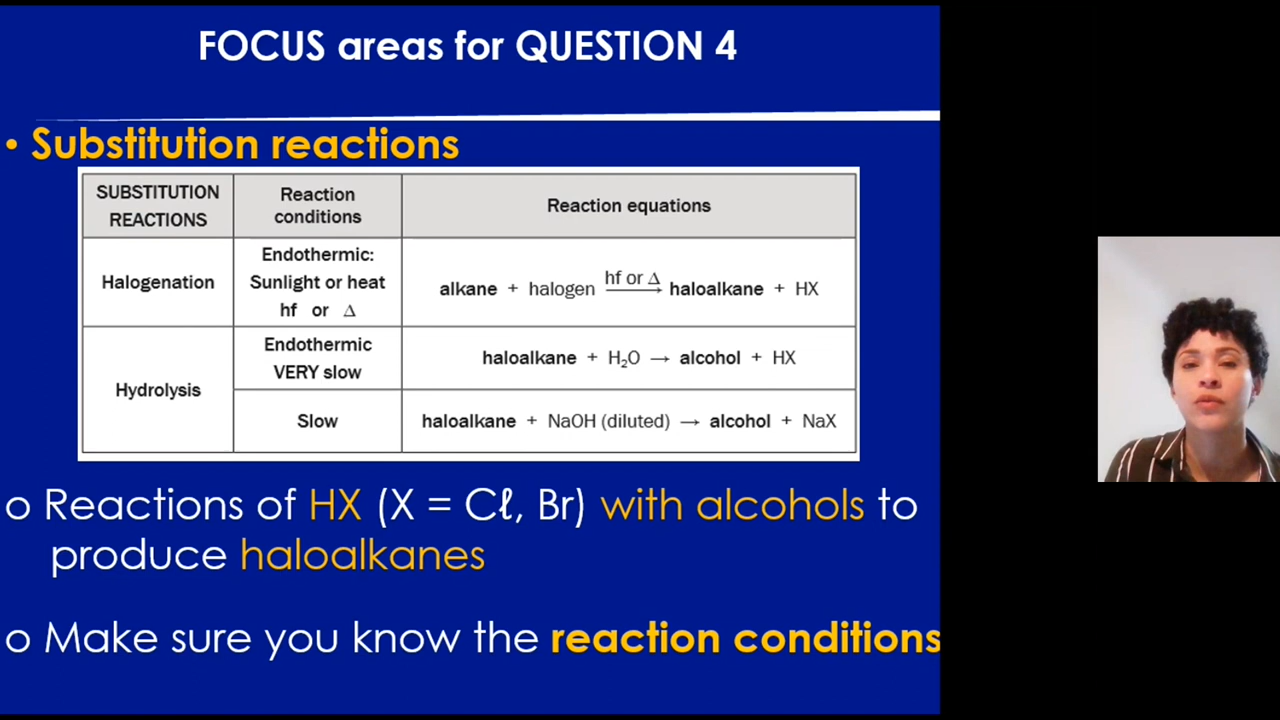 FOCUS areas for QUESTION 4
• Substitution reactions
SUBSTITUTION
REACTIONS
Reaction
conditions
Reaction equations
Halogenation
Endothermic:
Sunlight or heat
hf or Δ
alkane + halogen hf or Δ → haloalkane + HX
Hydrolysis
Endothermic
VERY slow
haloalkane + H₂O → alcohol + HX
Slow
haloalkane + NaOH (diluted) → alcohol + NaX
o Reactions of HX (X = Cℓ, Br) with alcohols to
produce haloalkanes
o Make sure you know the reaction conditions